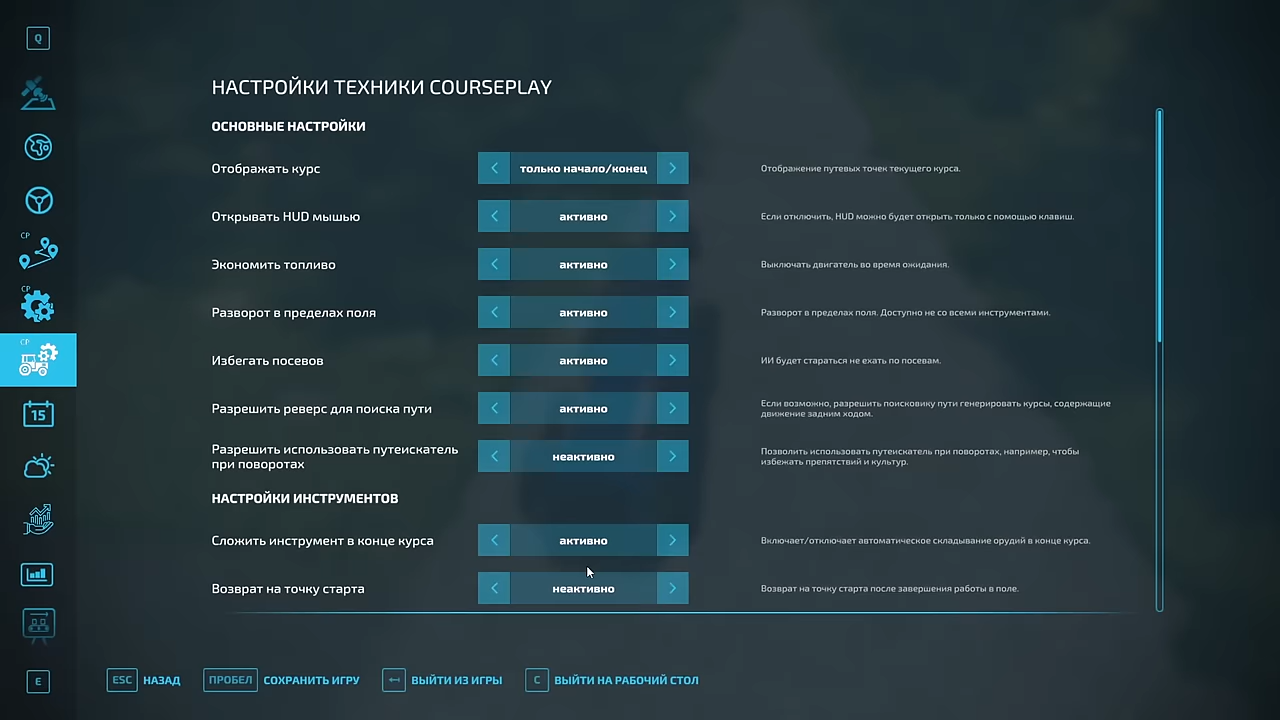 Q
НАСТРОЙКИ ТЕХНИКИ COURSEPLAY
ОСНОВНЫЕ НАСТРОЙКИ
Отображать курс
только начало/конец
Отображение путевых точек текущего курса.
Открывать HUD мышью
активно
Если отключить, HUD можно будет открыть только с помощью клавиш.
CP
Экономить топливо
активно
Выключать двигатель во время ожидания.
CP
Разворот в пределах поля
активно
Разворот в пределах поля. Доступно не со всеми инструментами.
CP
Избегать посевов
активно
ИИ будет стараться не ехать по посевам.
15
Разрешить реверс для поиска пути
активно
Если возможно, разрешить поисковику пути генерировать курсы, содержащие
движение задним ходом.
Разрешить использовать путеискатель
при поворотах
неактивно
Позволить использовать путеискатель при поворотах, например, чтобы
избежать препятствий и культур.
НАСТРОЙКИ ИНСТРУМЕНТОВ
Сложить инструмент в конце курса
активно
Включает/отключает автоматическое складывание орудий в конце курса.
Возврат на точку старта
неактивно
Возврат на точку старта после завершения работы в поле.
E
ESC НАЗАД
ПРОБЕЛ СОХРАНИТЬ ИГРУ
ВЫЙТИ ИЗ ИГРЫ
C ВЫЙТИ НА РАБОЧИЙ СТОЛ